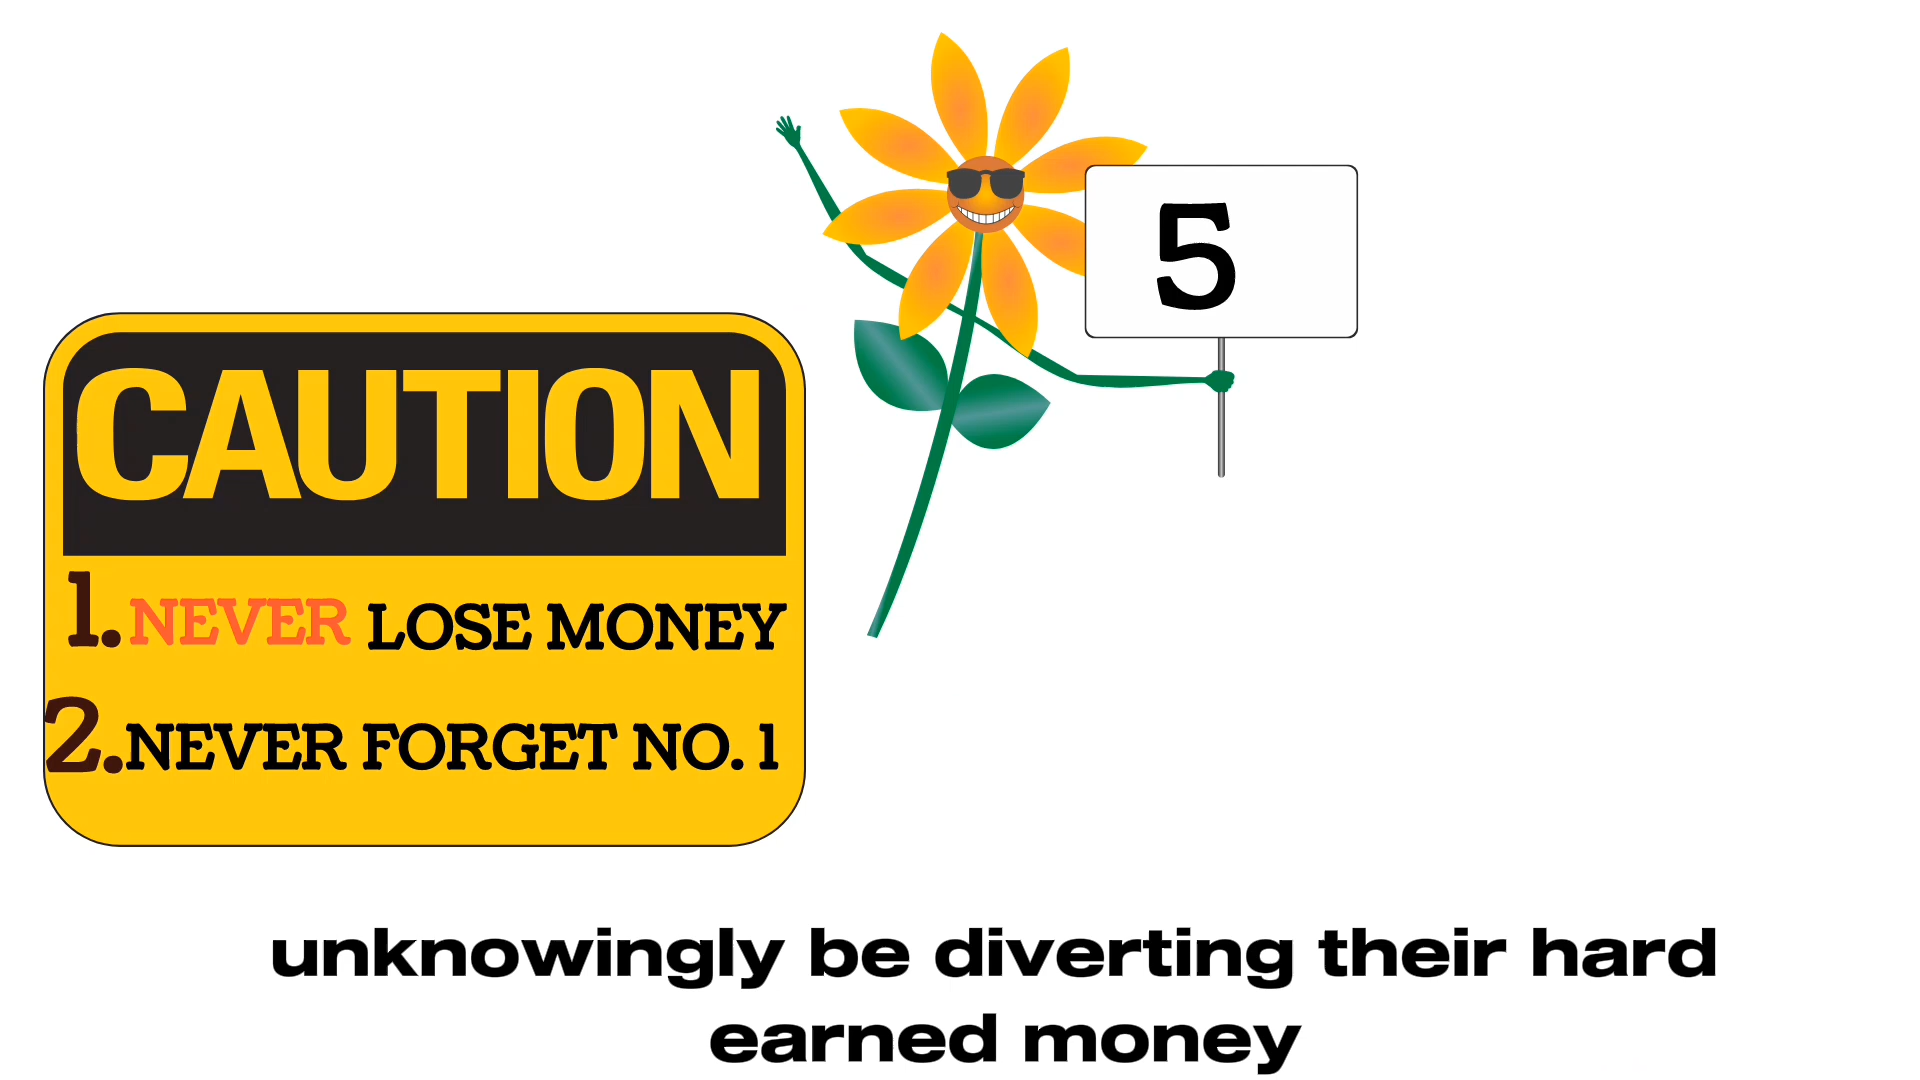 5
CAUTION
1. NEVER LOSE MONEY
2. NEVER FORGET NO. 1
unknowingly be diverting their hard
earned money